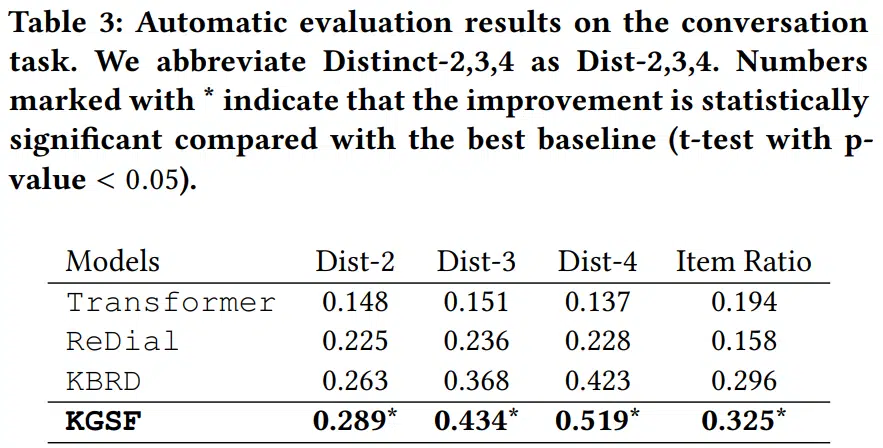 Table 3: Automatic evaluation results on the conversation
task. We abbreviate Distinct-2,3,4 as Dist-2,3,4. Numbers
marked with * indicate that the improvement is statistically
significant compared with the best baseline (t-test with p-
value < 0.05).
Models Dist-2 Dist-3 Dist-4 Item Ratio
Transformer 0.148 0.151 0.137 0.194
ReDial 0.225 0.236 0.228 0.158
KBRD 0.263 0.368 0.423 0.296
KGSF 0.289* 0.434* 0.519* 0.325*